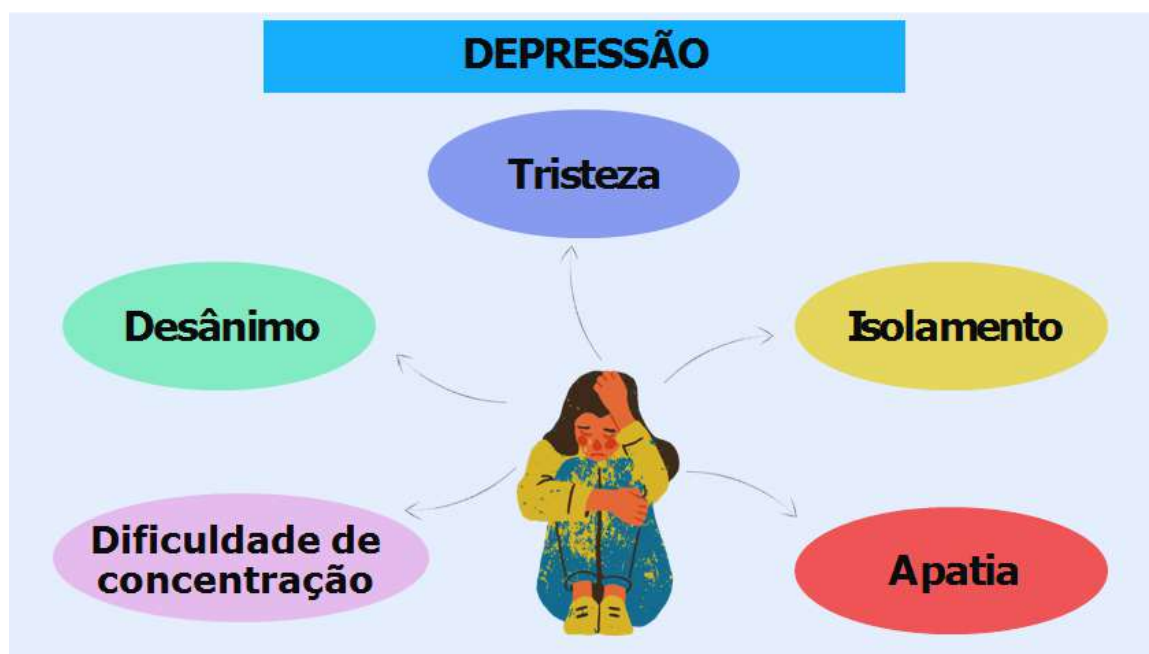 DEPRESSÃO
Tristeza
Desânimo
Isolamento
Dificuldade de
concentração
Apatia